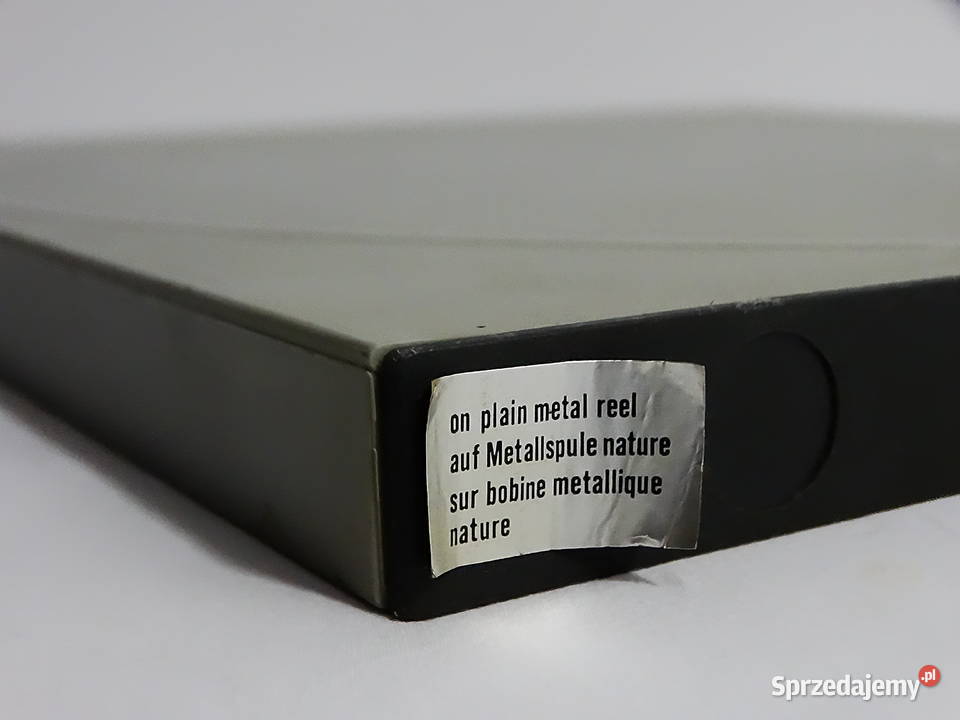 on plain metal reel
auf Metallspule nature
sur bobine metallique
nature
Sprzedajemy.pl